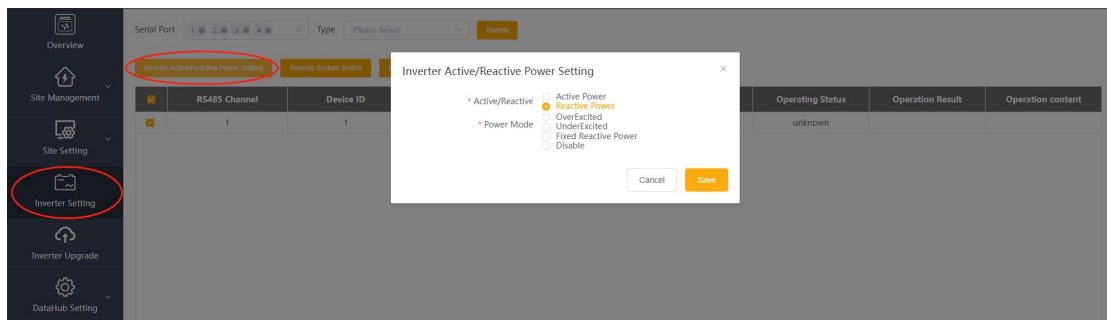 Overview
Site Management
Site Setting
Inverter Setting
Inverter Upgrade
DataHub Setting
Serial Port 1 2 3 4 Type Please Select Search
Inverter Active/Reactive Power Setting Remote System Switch
RS485 Channel Device ID Operating Status Operation Result Operation content
1 1 unknown
Inverter Active/Reactive Power Setting
* Active/Reactive Active Power
Reactive Power
* Power Mode OverExcited
UnderExcited
Fixed Reactive Power
Disable
Cancel Save